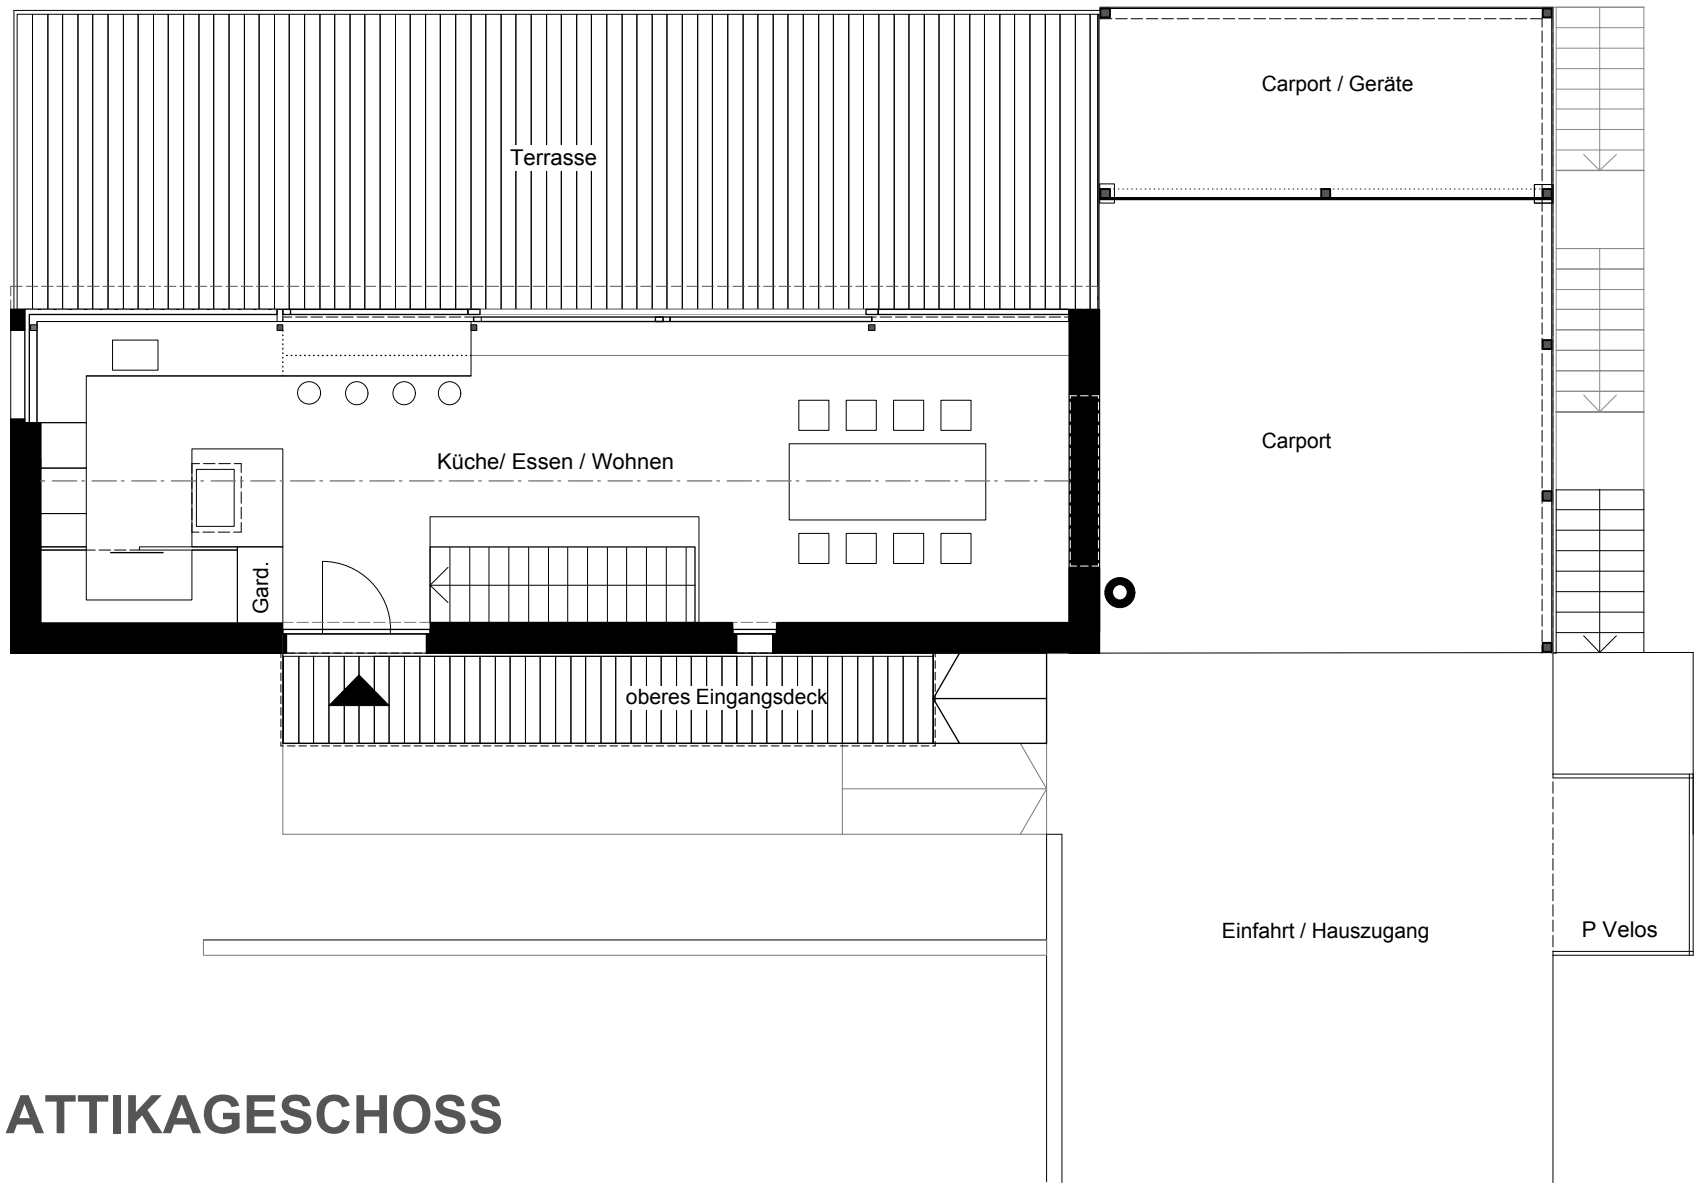 Carport / Geräte
Terrasse
Carport
Küche/ Essen / Wohnen
Gard.
oberes Eingangsdeck
Einfahrt / Hauszugang
P Velos
ATTIKAGESCHOSS